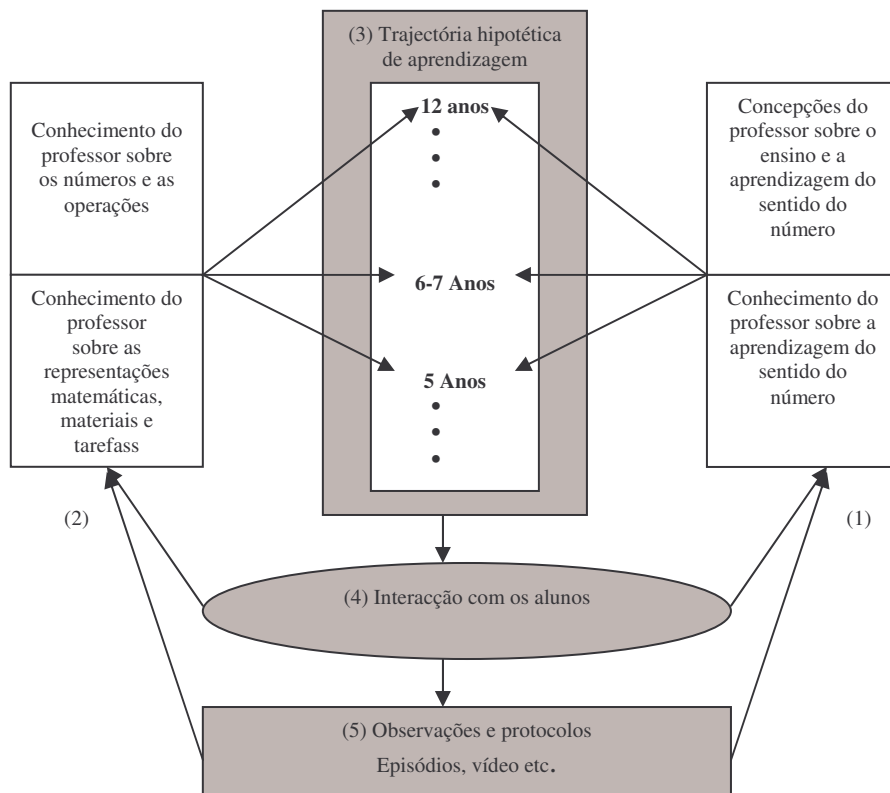 (3) Trajectória hipotética
de aprendizagem
12 anos
6-7 Anos
5 Anos
Conhecimento do
professor sobre
os números e as
operações
Conhecimento do
professor
sobre as
representações
matemáticas,
materiais e
tarefass
(2)
Concepções do
professor sobre o
ensino e a
aprendizagem do
sentido do
número
Conhecimento do
professor sobre a
aprendizagem do
sentido do
número
(1)
(4) Interacção com os alunos
(5) Observações e protocolos
Episódios, vídeo etc.